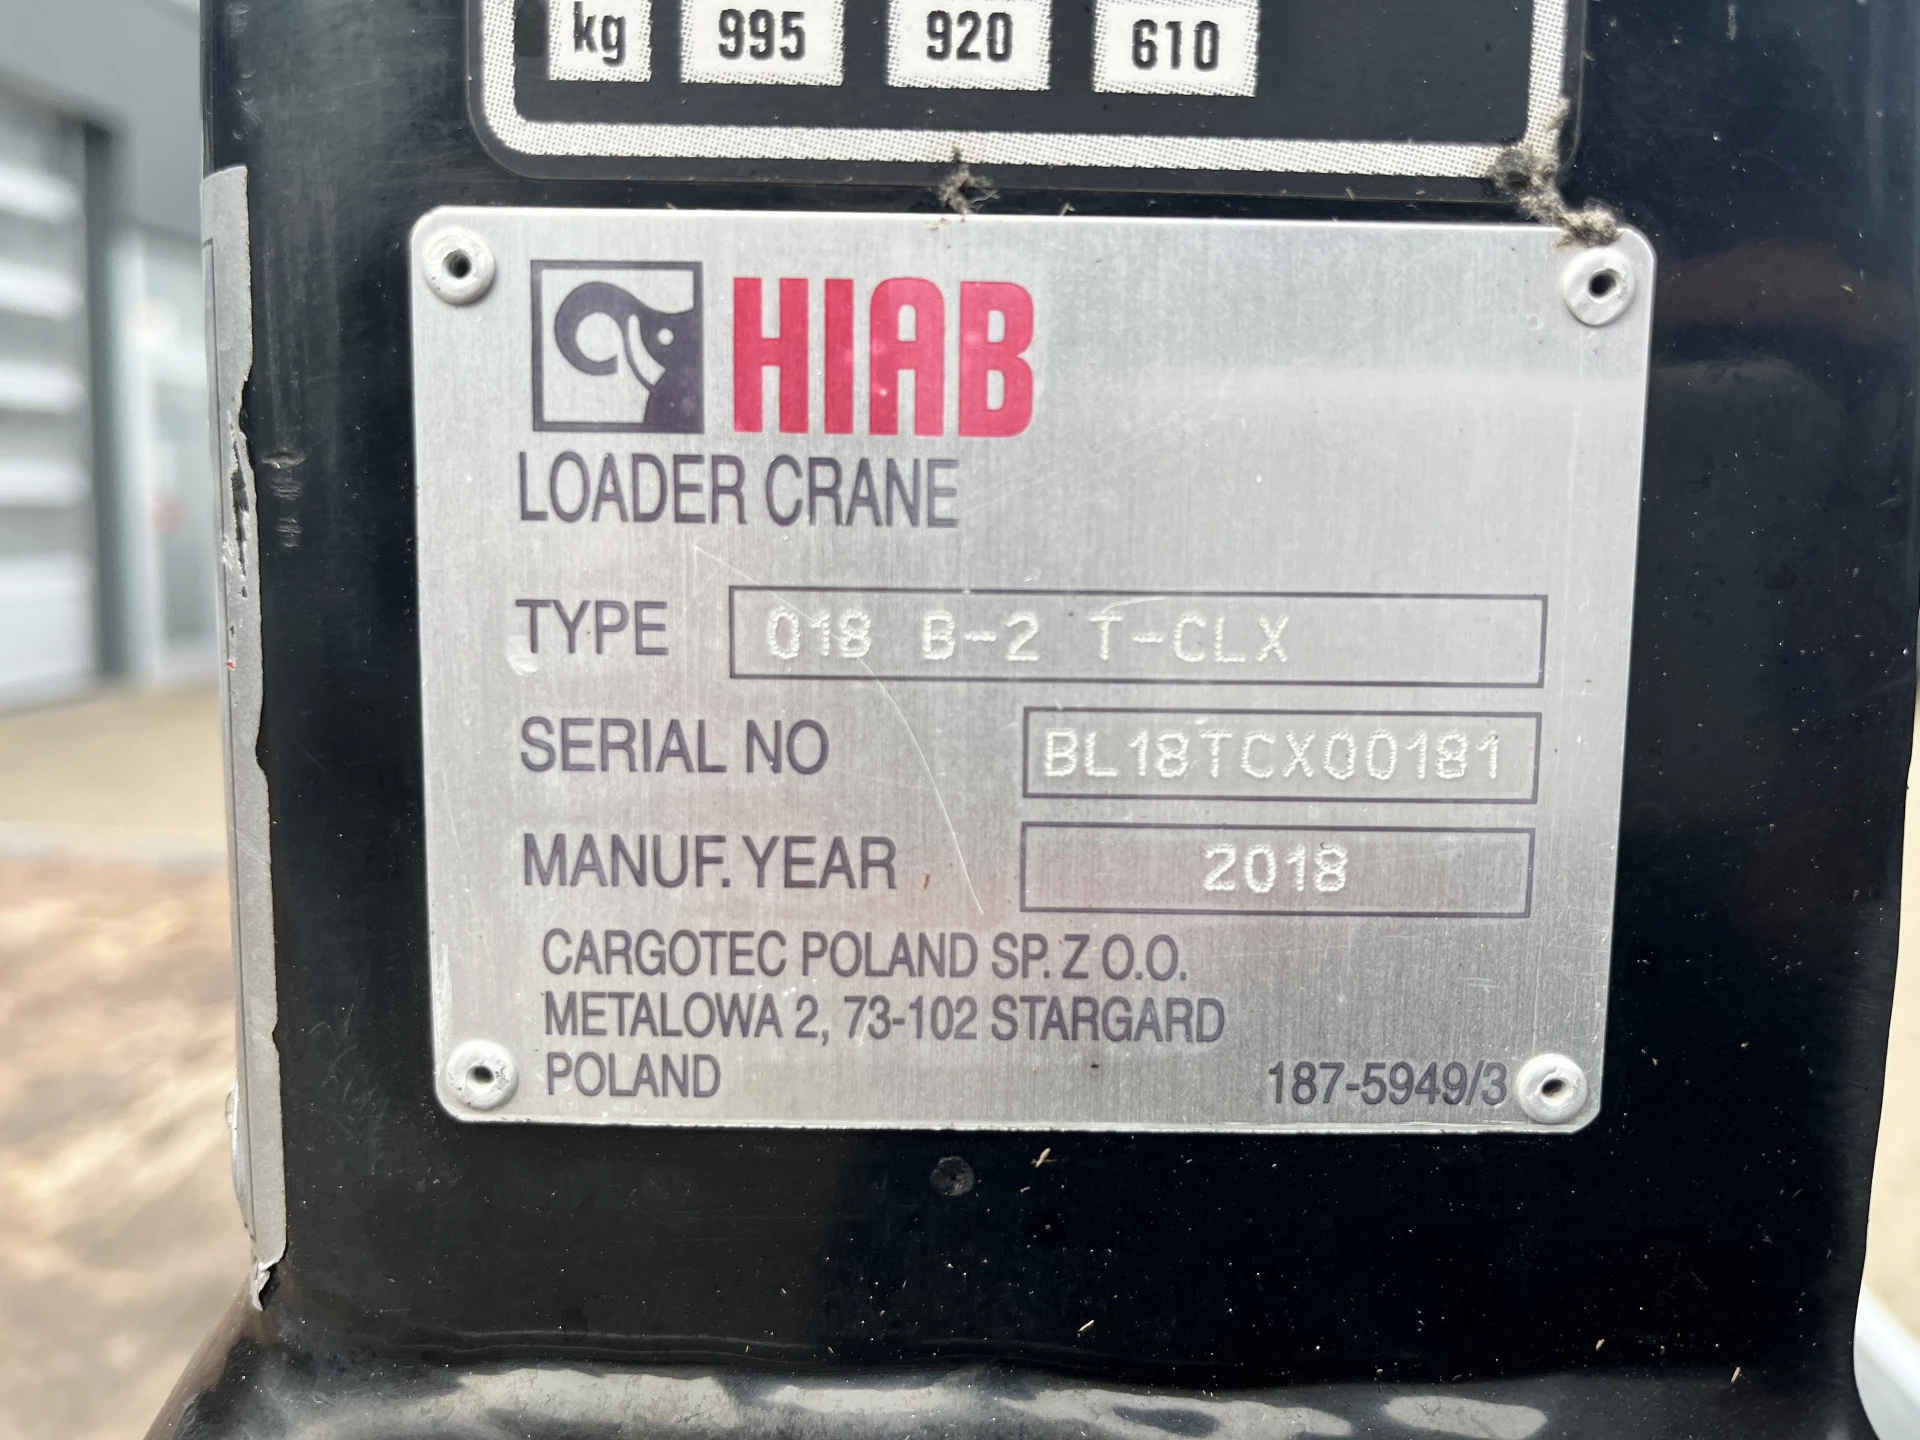 kg 995 920 610
HIAB
LOADER CRANE
TYPE 018 B-2 T-CLX
SERIAL NO BL18TCX00181
MANUF. YEAR 2018
CARGOTEC POLAND SP. Z O.O.
METALOWA 2, 73-102 STARGARD
POLAND 187-5949/3